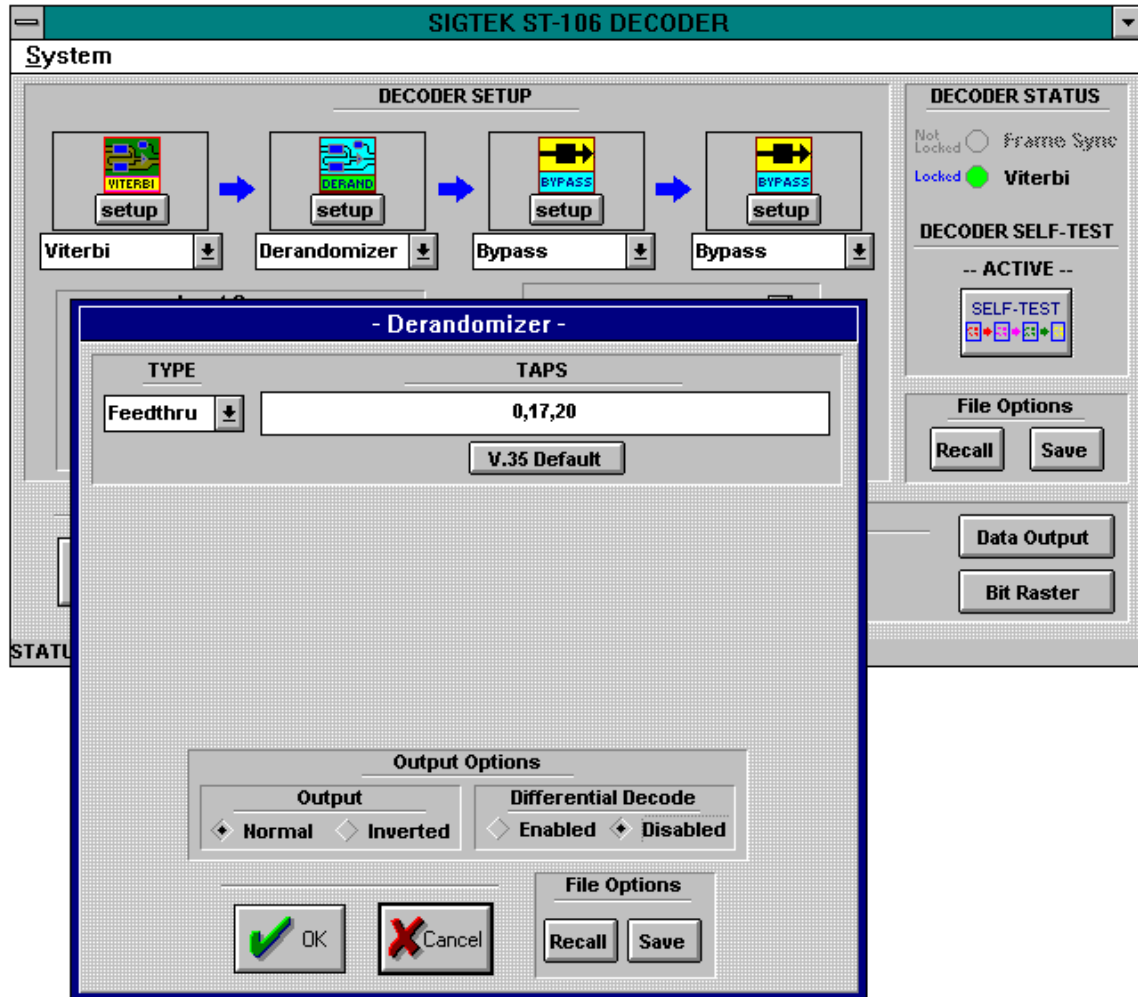 SIGTEK ST-106 DECODER
System
DECODER SETUP
VITERBI
setup
Viterbi
DERAND
setup
Derandomizer
BYPASS
setup
Bypass
BYPASS
setup
Bypass
DECODER STATUS
Not Locked
Frame Sync
Locked
Viterbi
DECODER SELF-TEST
-- ACTIVE --
SELF-TEST
File Options
Recall
Save
Data Output
Bit Raster
- Derandomizer -
TYPE
Feedthru
TAPS
0,17,20
V.35 Default
Output Options
Output
Normal
Inverted
Differential Decode
Enabled
Disabled
OK
Cancel
File Options
Recall
Save